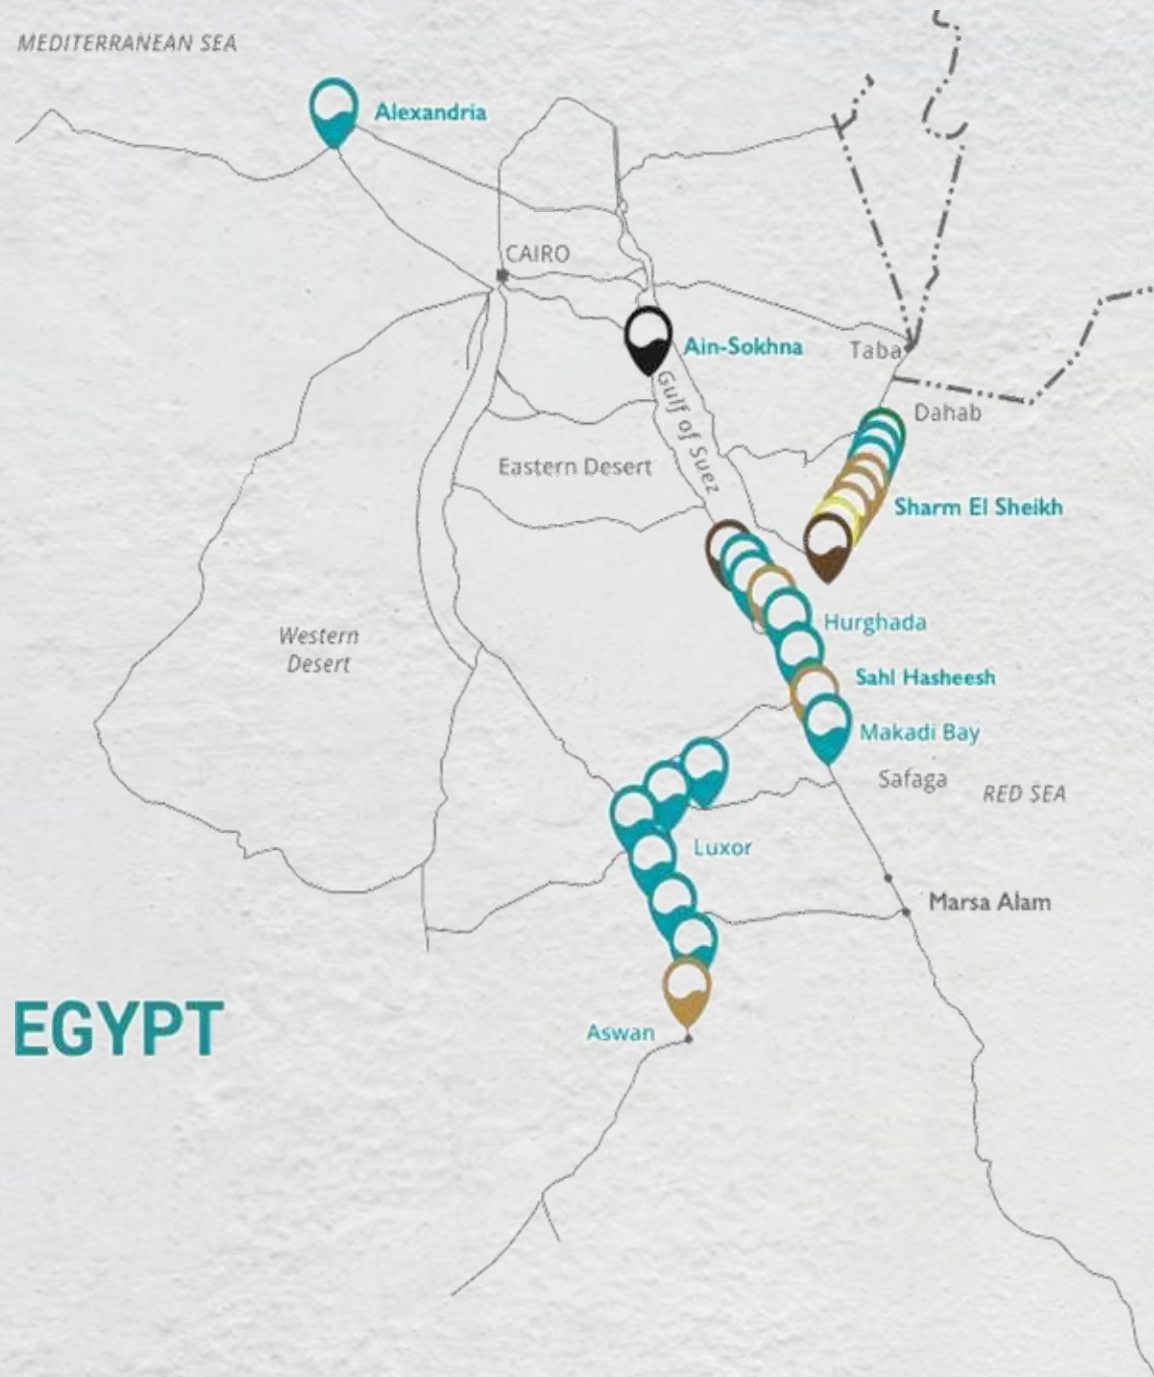 MEDITERRANEAN SEA
Alexandria
CAIRO
Ain-Sokhna
Taba
Gulf of Suez
Dahab
Eastern Desert
Sharm El Sheikh
Hurghada
Western
Desert
Sahl Hasheesh
Makadi Bay
Safaga
RED SEA
Luxor
Marsa Alam
EGYPT
Aswan